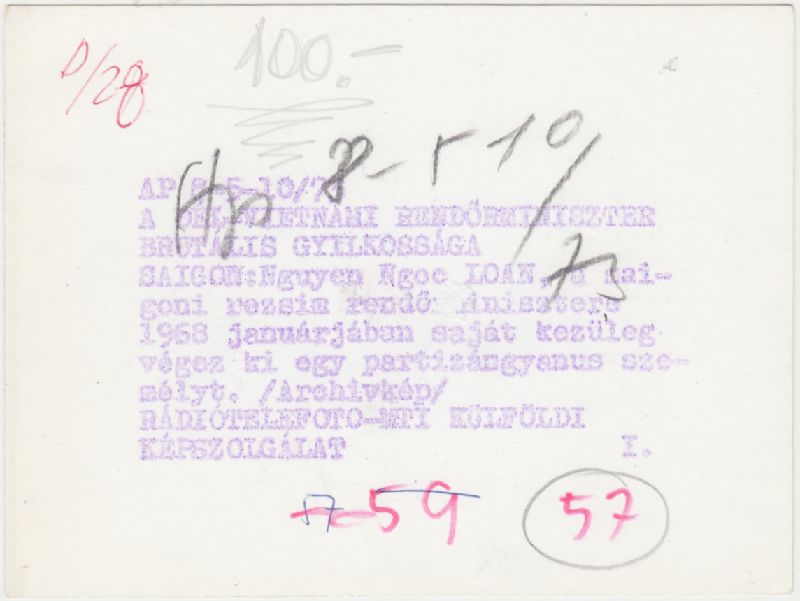 D/28
100.-
8-5 10/73
AP 8-5-10/73
A DÉL-VIETNAMI RENDŐRMINISZTER
BRUTÁLIS GYILKOSSÁGA
SAIGON:Nguyen Ngoc LOAN, a sai-
goni rezsim rendőrminisztere
1968 januárjában saját kezüleg
végez ki egy partizángyanus sze-
mélyt. /Archivkép/
RÁDIÓTELEFOTO-MTI KÜLFÖLDI
KÉPSZOLGÁLAT I.
57 59 57